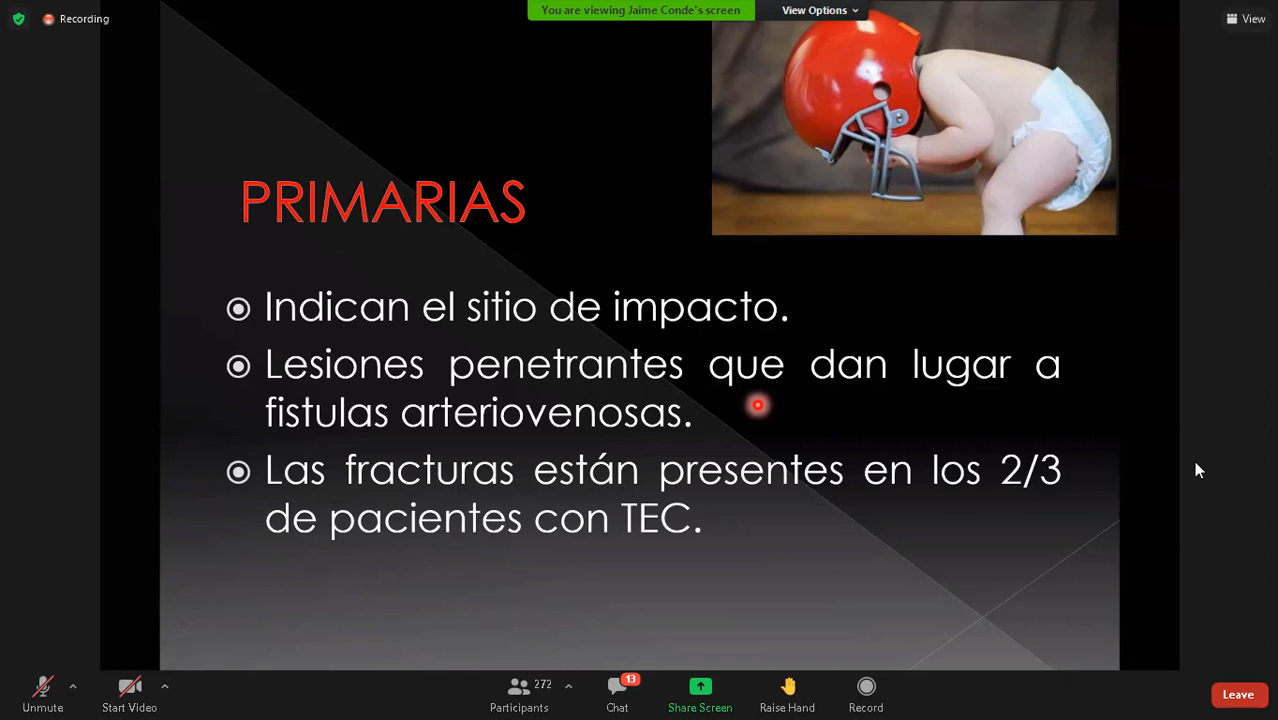 Recording
You are viewing Jaime Conde's screen
View Options
View
PRIMARIAS
Indican el sitio de impacto.
Lesiones penetrantes que dan lugar a
fistulas arteriovenosas.
Las fracturas están presentes en los 2/3
de pacientes con TEC.
272
13
Unmute
Start Video
Participants
Chat
Share Screen
Raise Hand
Record
Leave